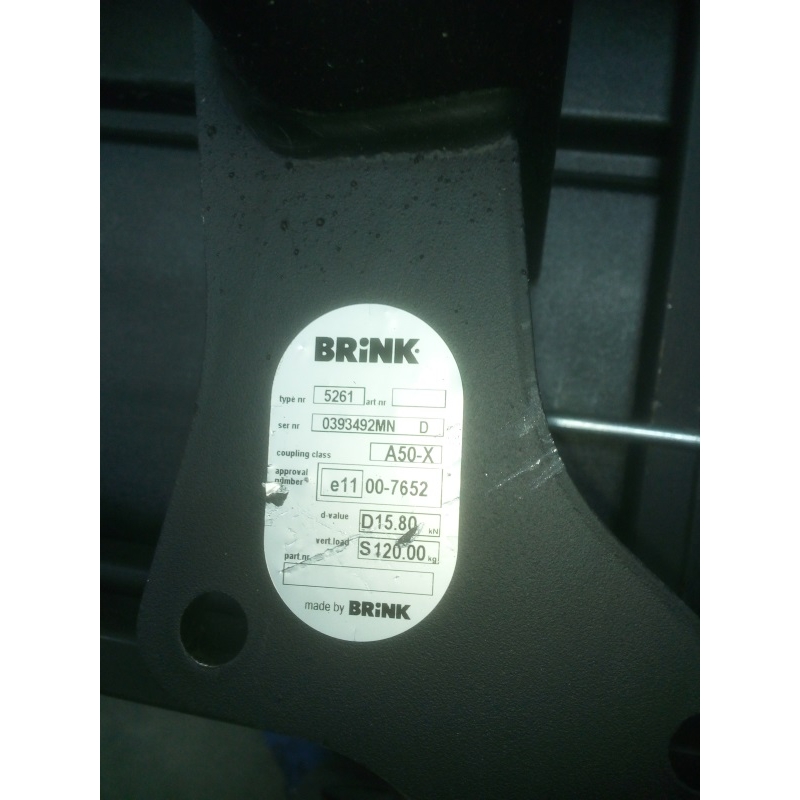 BRiNK
type nr 5261 art nr
ser nr 0393492MN D
coupling class A50-X
approval number e11 00-7652
d-value D15.80 kN
vert.load S120.00 kg
part.nr.
made by BRiNK